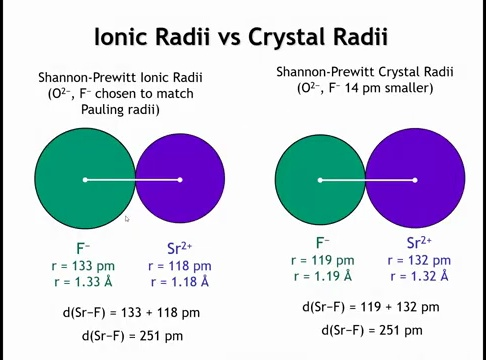 Ionic Radii vs Crystal Radii
Shannon-Prewitt Ionic Radii
(O²⁻, F⁻ chosen to match
Pauling radii)
F⁻
r = 133 pm
r = 1.33 Å
Sr²⁺
r = 118 pm
r = 1.18 Å
d(Sr–F) = 133 + 118 pm
d(Sr–F) = 251 pm
Shannon-Prewitt Crystal Radii
(O²⁻, F⁻ 14 pm smaller)
F⁻
r = 119 pm
r = 1.19 Å
Sr²⁺
r = 132 pm
r = 1.32 Å
d(Sr–F) = 119 + 132 pm
d(Sr–F) = 251 pm